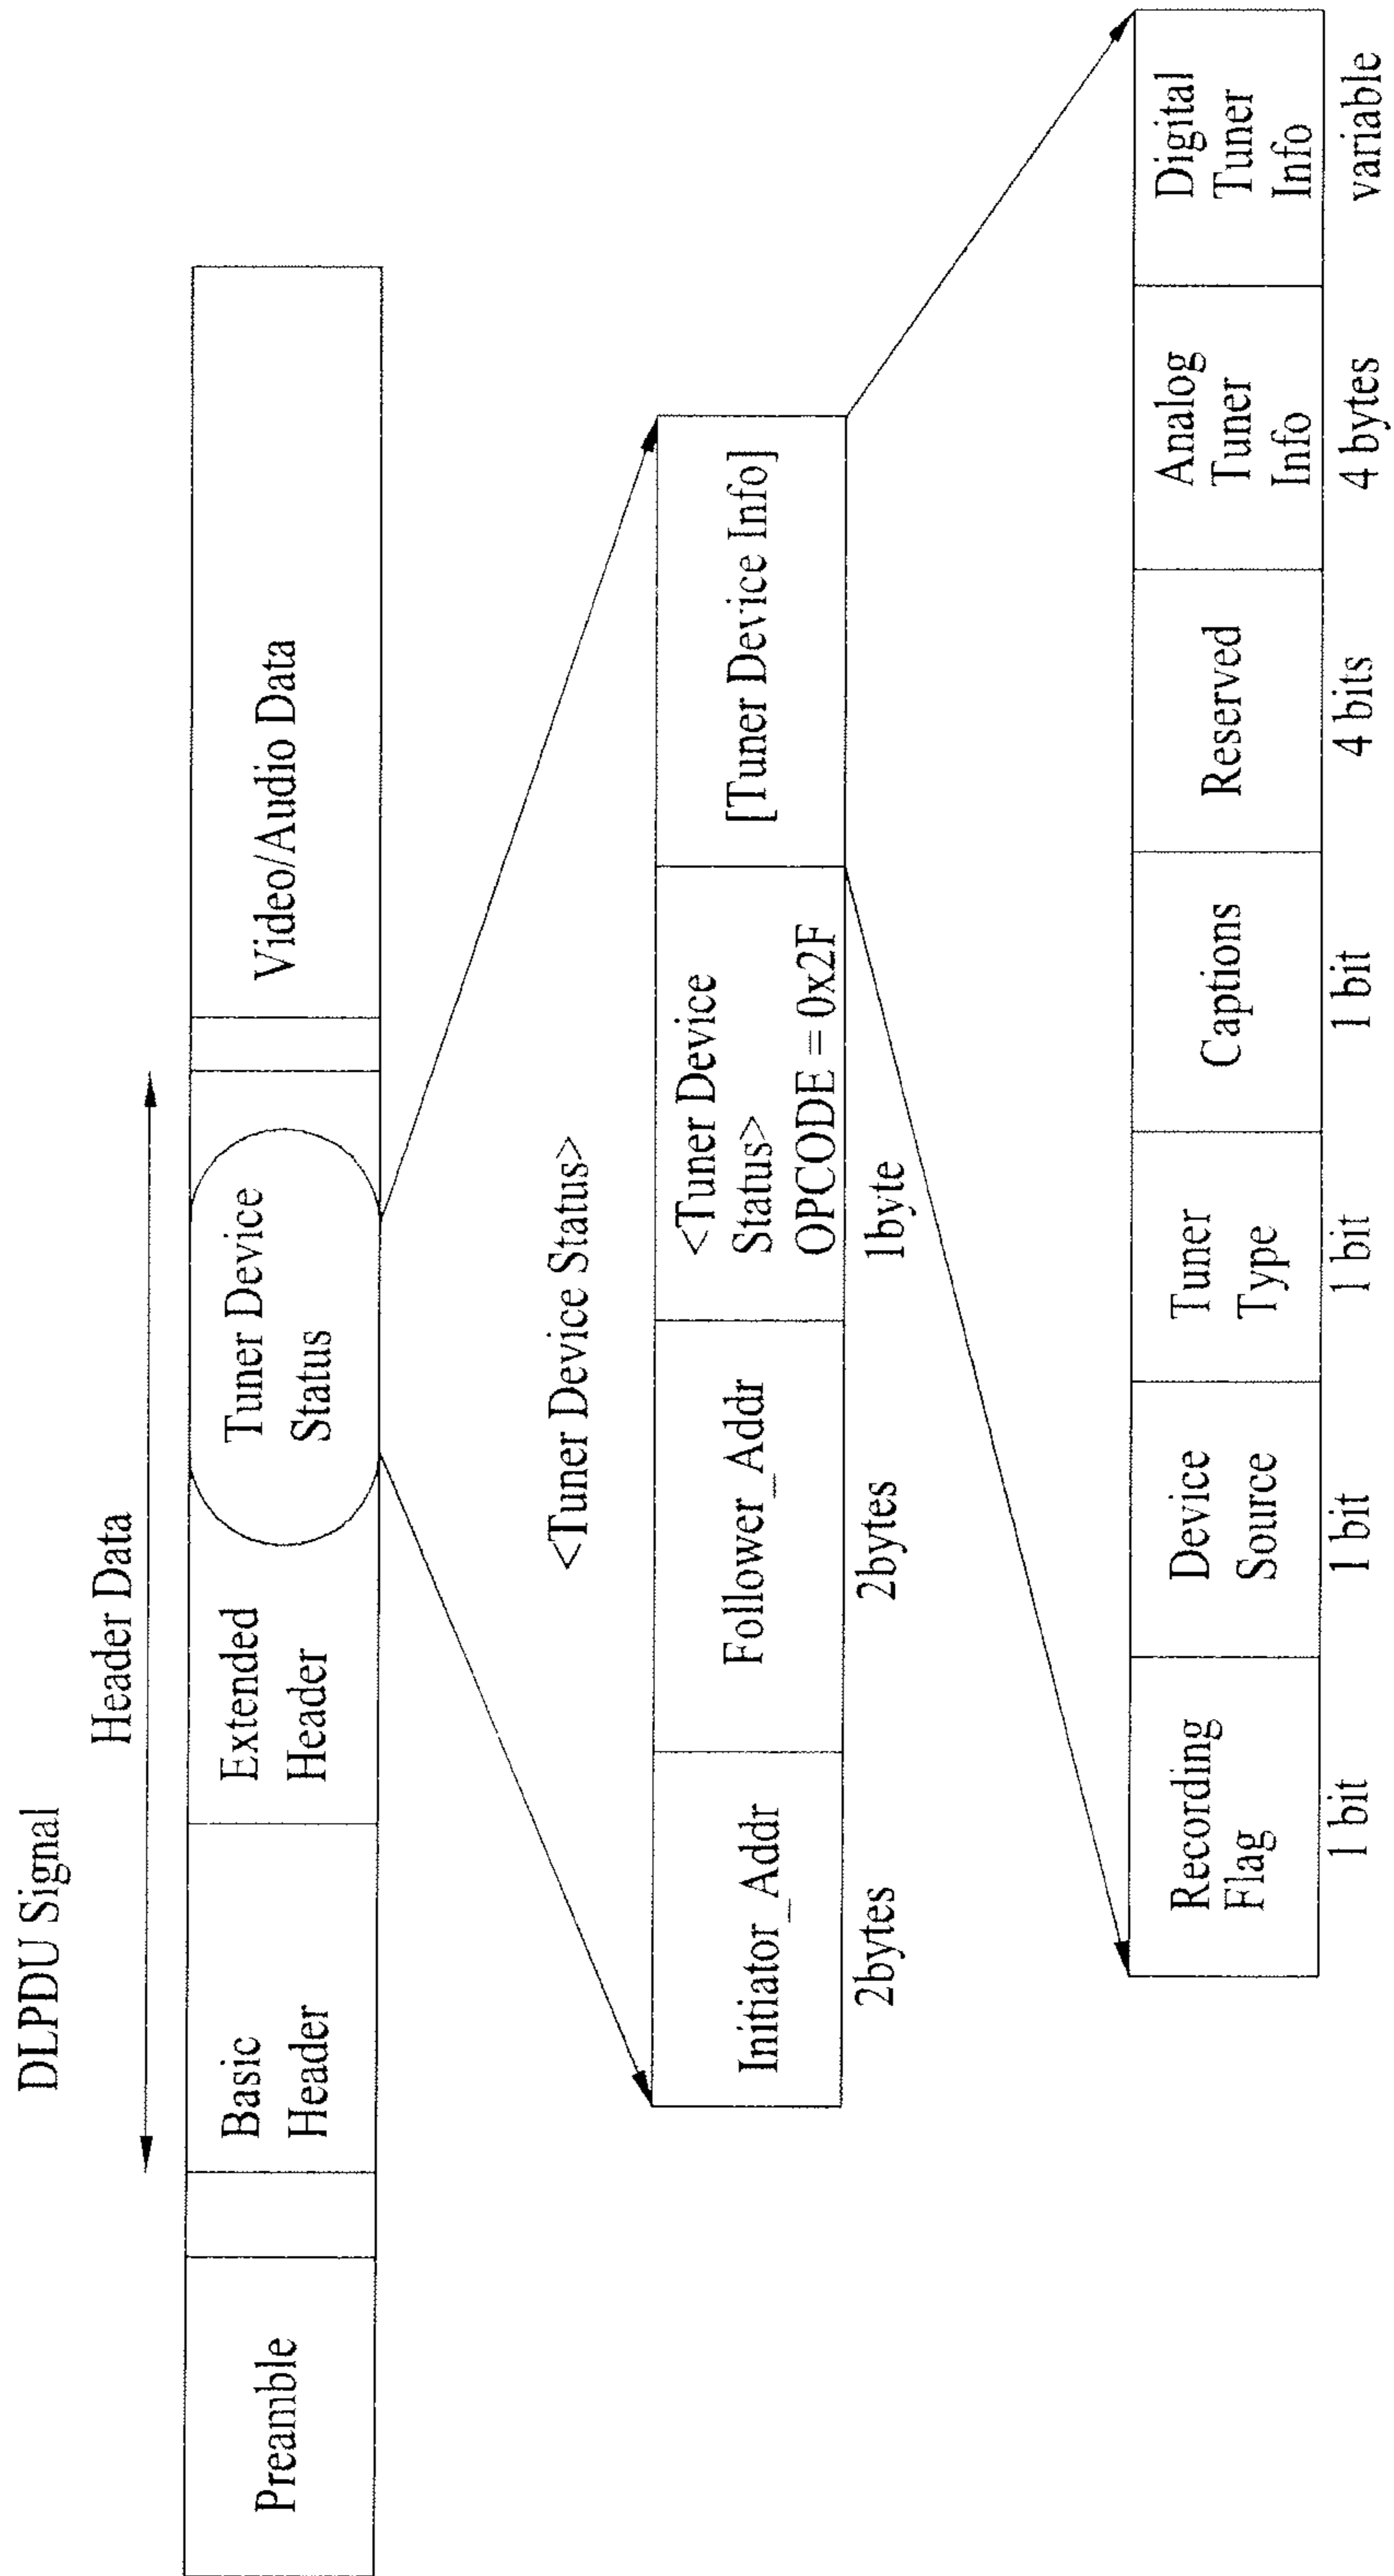 DLPDU Signal
Header Data
Preamble
Basic
Header
Extended
Header
Tuner Device
Status
Video/Audio Data
<Tuner Device Status>
Initiator_Addr
Follower_Addr
<Tuner Device
Status>
OPCODE = 0x2F
[Tuner Device Info]
2bytes
2bytes
1byte
Recording
Flag
Device
Source
Tuner
Type
Captions
Reserved
Analog
Tuner
Info
Digital
Tuner
Info
1 bit
1 bit
1 bit
1 bit
4 bits
4 bytes
variable